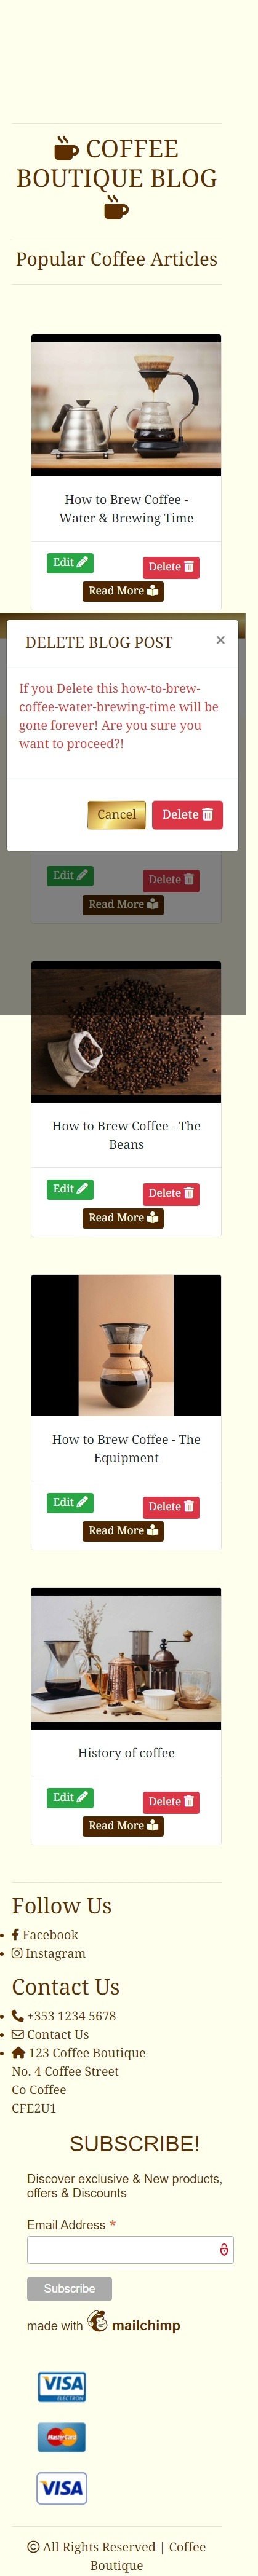 COFFEE
BOUTIQUE BLOG
Popular Coffee Articles
How to Brew Coffee -
Water & Brewing Time
Edit
Delete
Read More
DELETE BLOG POST ×
If you Delete this how-to-brew-
coffee-water-brewing-time will be
gone forever! Are you sure you
want to proceed?!
Cancel
Delete
Edit
Delete
Read More
How to Brew Coffee - The
Beans
Edit
Delete
Read More
How to Brew Coffee - The
Equipment
Edit
Delete
Read More
History of coffee
Edit
Delete
Read More
Follow Us
Facebook
Instagram
Contact Us
+353 1234 5678
Contact Us
123 Coffee Boutique
No. 4 Coffee Street
Co Coffee
CFE2U1
SUBSCRIBE!
Discover exclusive & New products,
offers & Discounts
Email Address *
Subscribe
made with mailchimp
VISA
ELECTRON
MasterCard
VISA
© All Rights Reserved | Coffee
Boutique